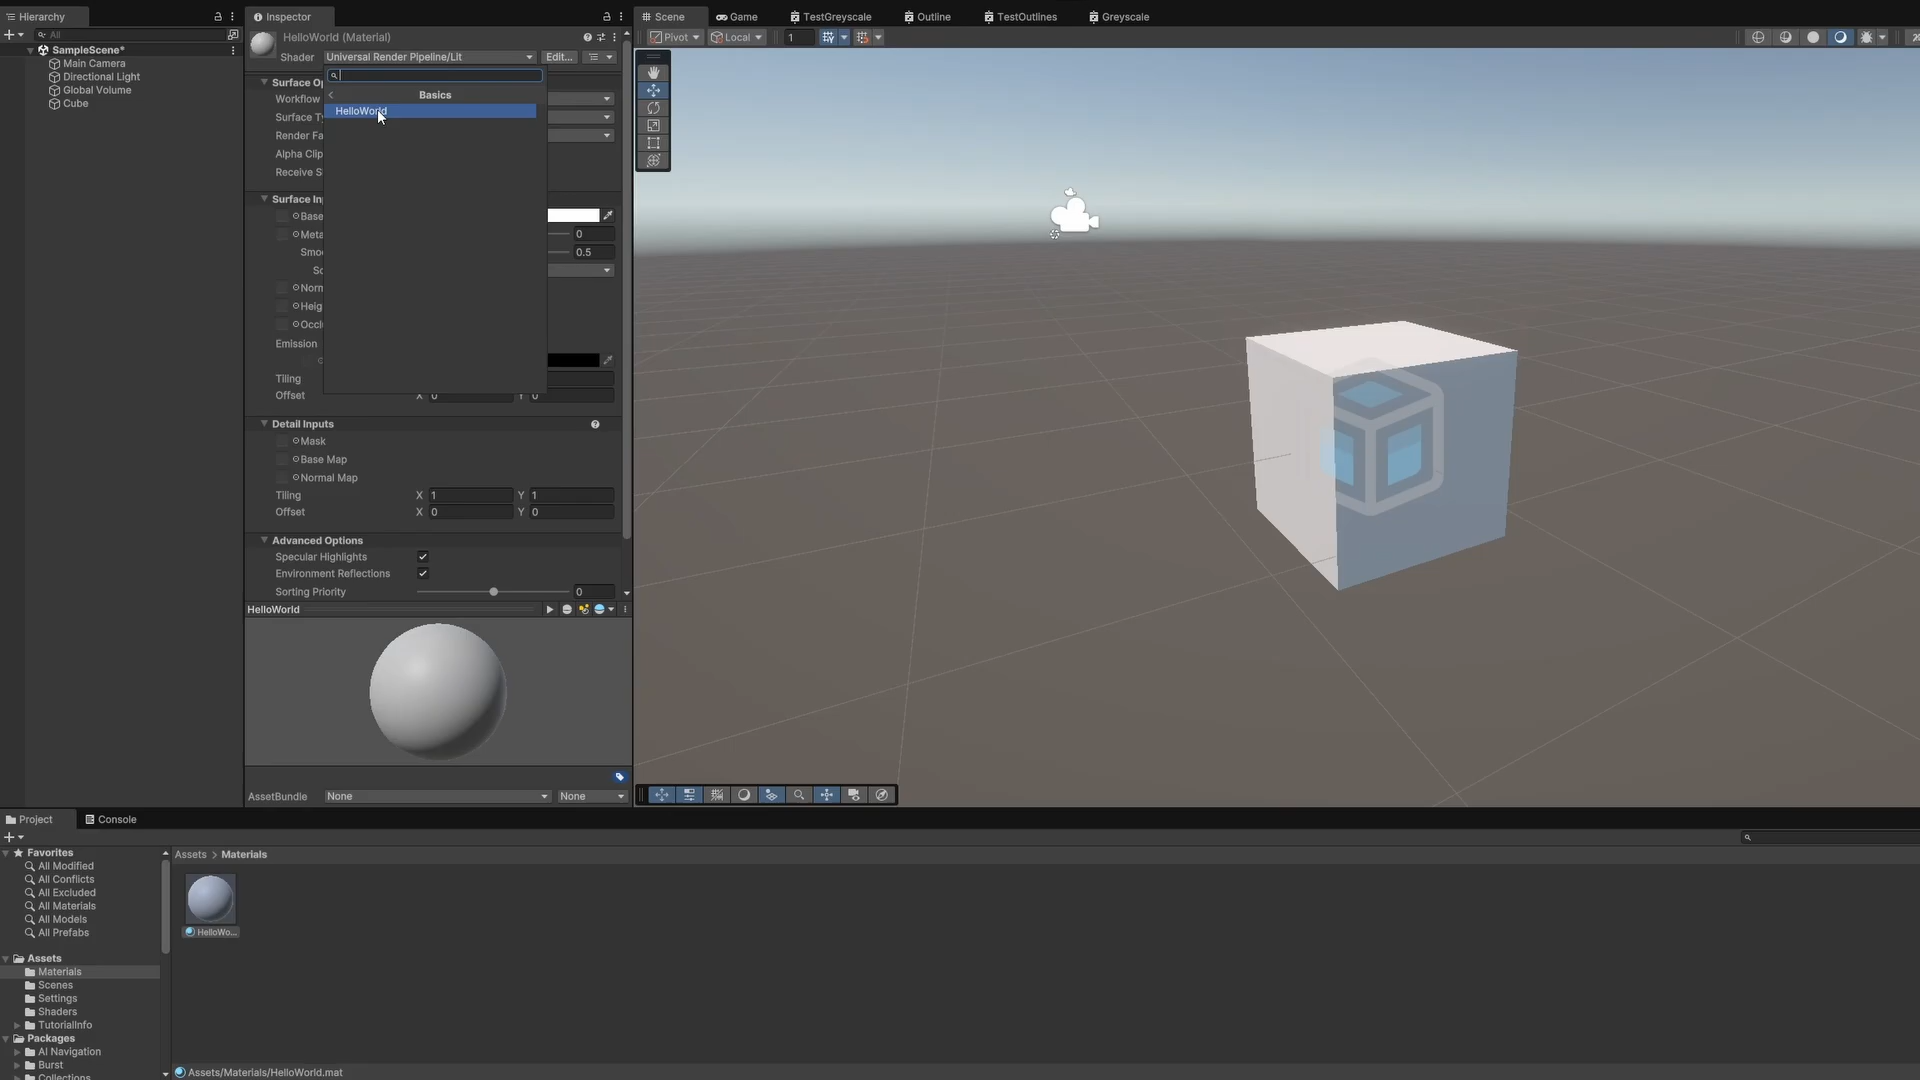 Hierarchy
Inspector
Scene
Game
TestGreyscale
Outline
TestOutlines
Greyscale
All
HelloWorld (Material)
Pivot
Local
1
SampleScene*
Shader
Universal Render Pipeline/Lit
Edit...
Main Camera
Directional Light
Global Volume
Cube
Surface Op
Basics
Workflow
HelloWorld
Surface Ty
Render Fa
Alpha Clip
Receive S
Surface In
Base
Meta
0
Smo
0.5
So
Norm
Heig
Occlu
Emission
Tiling
Offset
X 0
Y 0
Detail Inputs
Mask
Base Map
Normal Map
Tiling X 1 Y 1
Offset X 0 Y 0
Advanced Options
Specular Highlights
Environment Reflections
Sorting Priority 0
HelloWorld
AssetBundle None None
Project
Console
Favorites
All Modified
All Conflicts
All Excluded
All Materials
All Models
All Prefabs
Assets
Materials
Scenes
Settings
Shaders
TutorialInfo
Packages
AI Navigation
Burst
Collections
Assets > Materials
HelloWo...
Assets/Materials/HelloWorld.mat